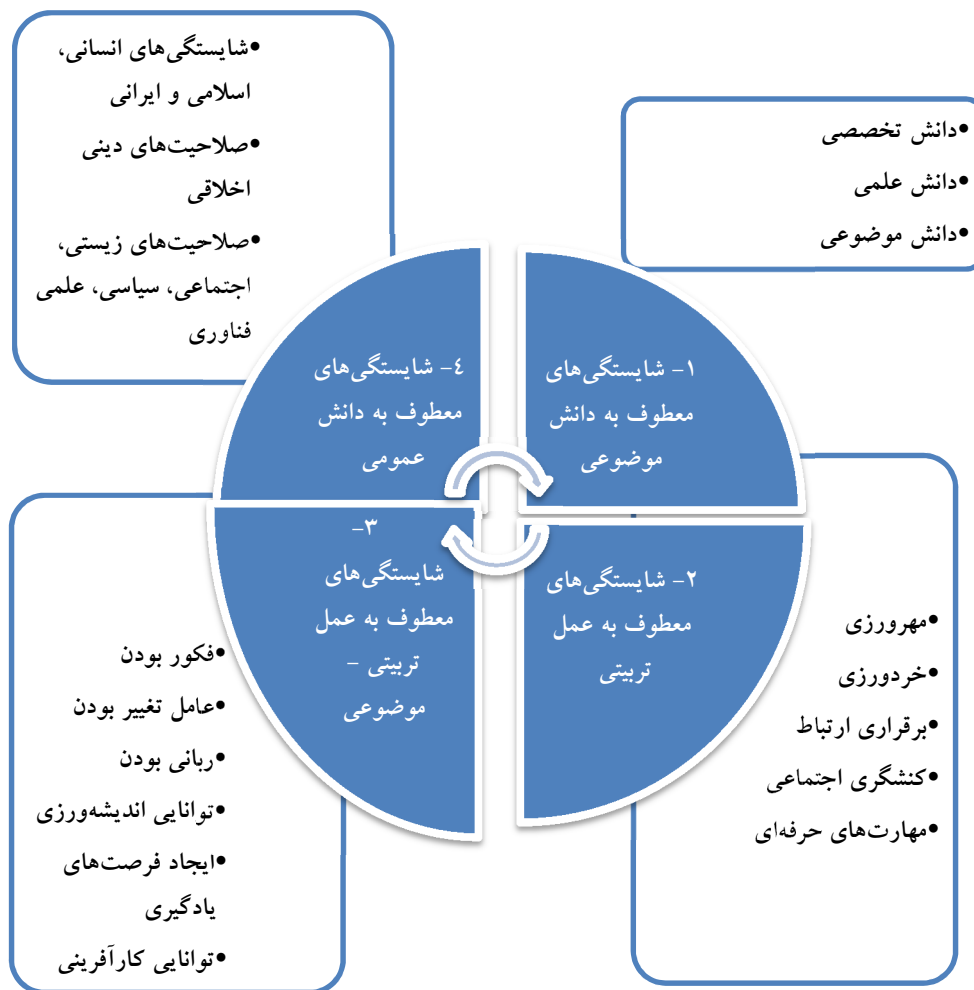 •دانش تخصصی
•دانش علمی
•دانش موضوعی
۱- شایستگی‌های
معطوف به دانش
موضوعی
•مهرورزی
•خردورزی
•برقراری ارتباط
•کنشگری اجتماعی
•مهارت‌های حرفه‌ای
۲- شایستگی‌های
معطوف به عمل
تربیتی
۳-
شایستگی‌های
معطوف به عمل
تربیتی -
موضوعی
•فکور بودن
•عامل تغییر بودن
•ربانی بودن
•توانایی اندیشه‌ورزی
•ایجاد فرصت‌های
یادگیری
•توانایی کارآفرینی
٤- شایستگی‌های
معطوف به دانش
عمومی
•شایستگی‌های انسانی،
اسلامی و ایرانی
•صلاحیت‌های دینی
اخلاقی
•صلاحیت‌های زیستی،
اجتماعی، سیاسی، علمی
فناوری